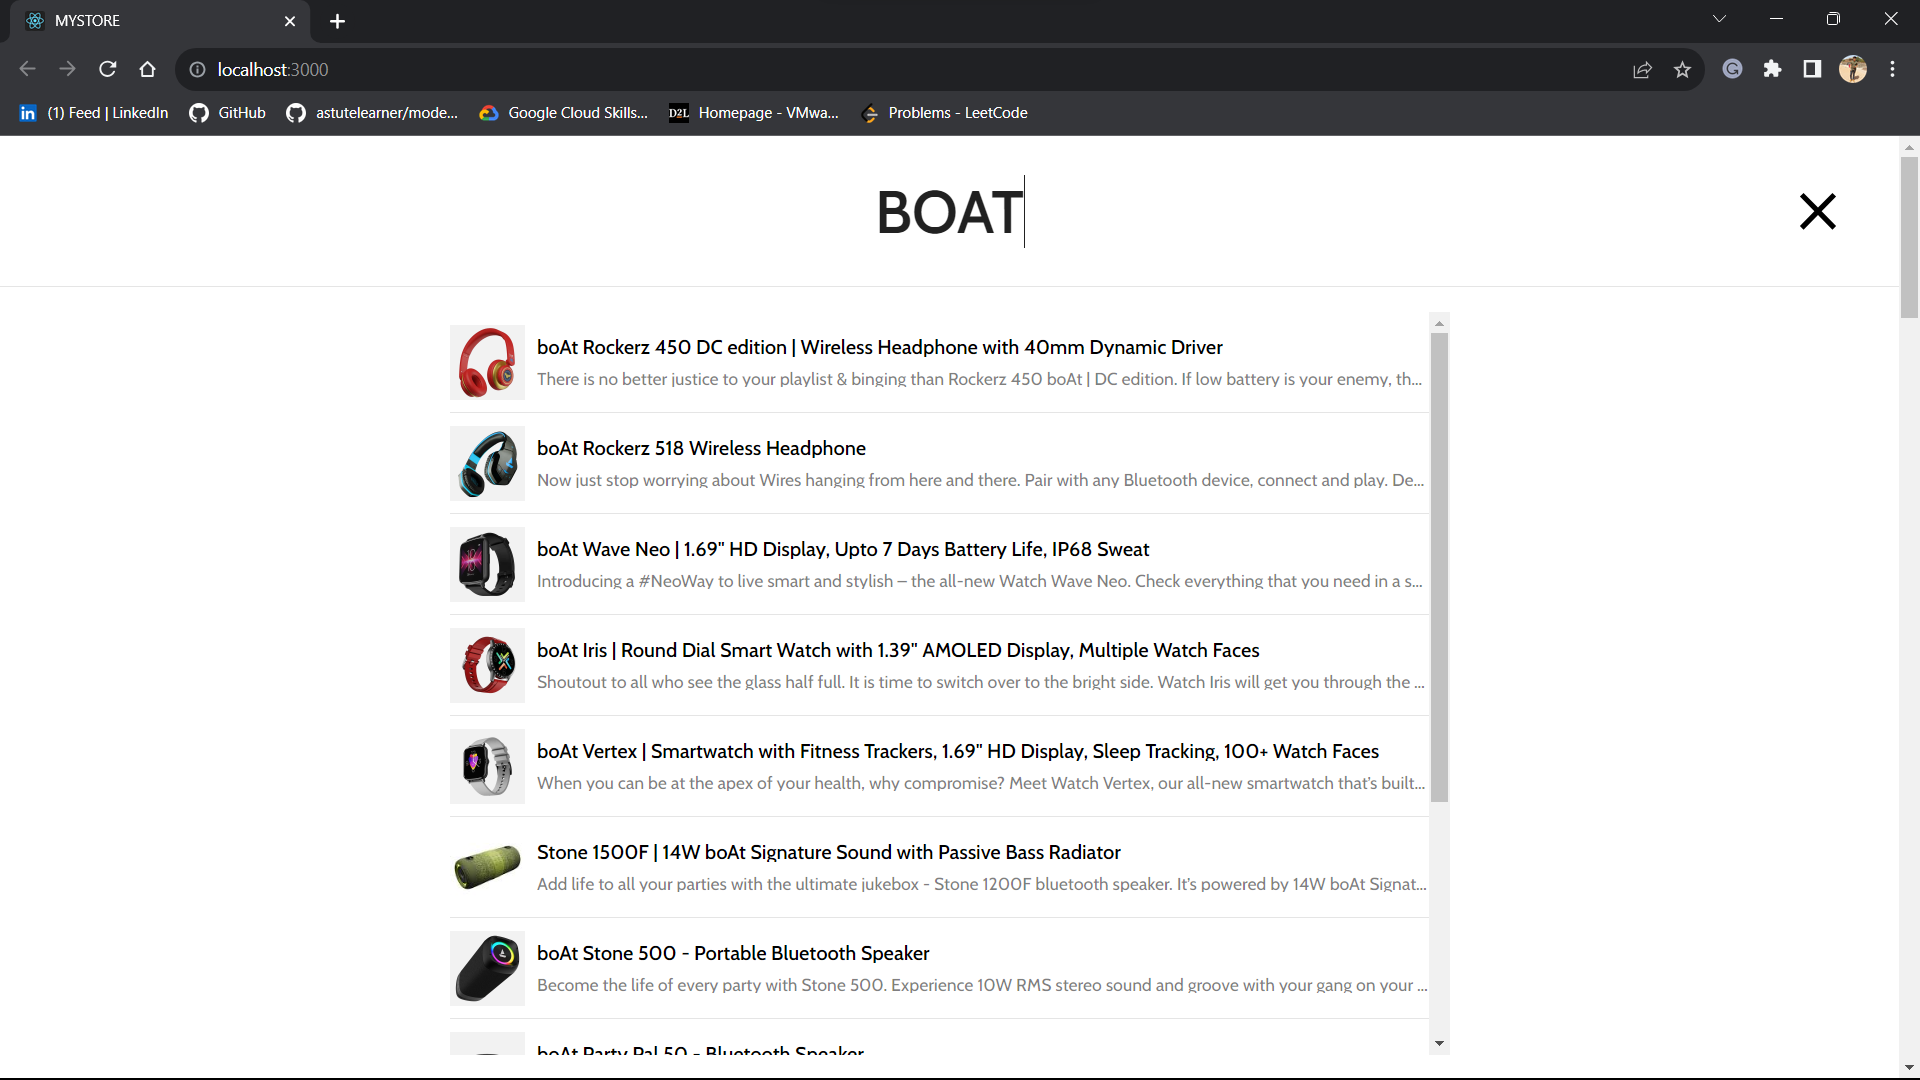 MYSTORE
localhost:3000
(1) Feed | LinkedIn GitHub astutelearner/mode... Google Cloud Skills... D2L Homepage - VMwa... Problems - LeetCode
BOAT
boAt Rockerz 450 DC edition | Wireless Headphone with 40mm Dynamic Driver
There is no better justice to your playlist & binging than Rockerz 450 boAt | DC edition. If low battery is your enemy, th...
boAt Rockerz 518 Wireless Headphone
Now just stop worrying about Wires hanging from here and there. Pair with any Bluetooth device, connect and play. De...
boAt Wave Neo | 1.69" HD Display, Upto 7 Days Battery Life, IP68 Sweat
Introducing a #NeoWay to live smart and stylish – the all-new Watch Wave Neo. Check everything that you need in a s...
boAt Iris | Round Dial Smart Watch with 1.39" AMOLED Display, Multiple Watch Faces
Shoutout to all who see the glass half full. It is time to switch over to the bright side. Watch Iris will get you through the ...
boAt Vertex | Smartwatch with Fitness Trackers, 1.69" HD Display, Sleep Tracking, 100+ Watch Faces
When you can be at the apex of your health, why compromise? Meet Watch Vertex, our all-new smartwatch that's built...
Stone 1500F | 14W boAt Signature Sound with Passive Bass Radiator
Add life to all your parties with the ultimate jukebox - Stone 1200F bluetooth speaker. It's powered by 14W boAt Signat...
boAt Stone 500 - Portable Bluetooth Speaker
Become the life of every party with Stone 500. Experience 10W RMS stereo sound and groove with your gang on your ...
boAt Party Pal 50 - Bluetooth Speaker